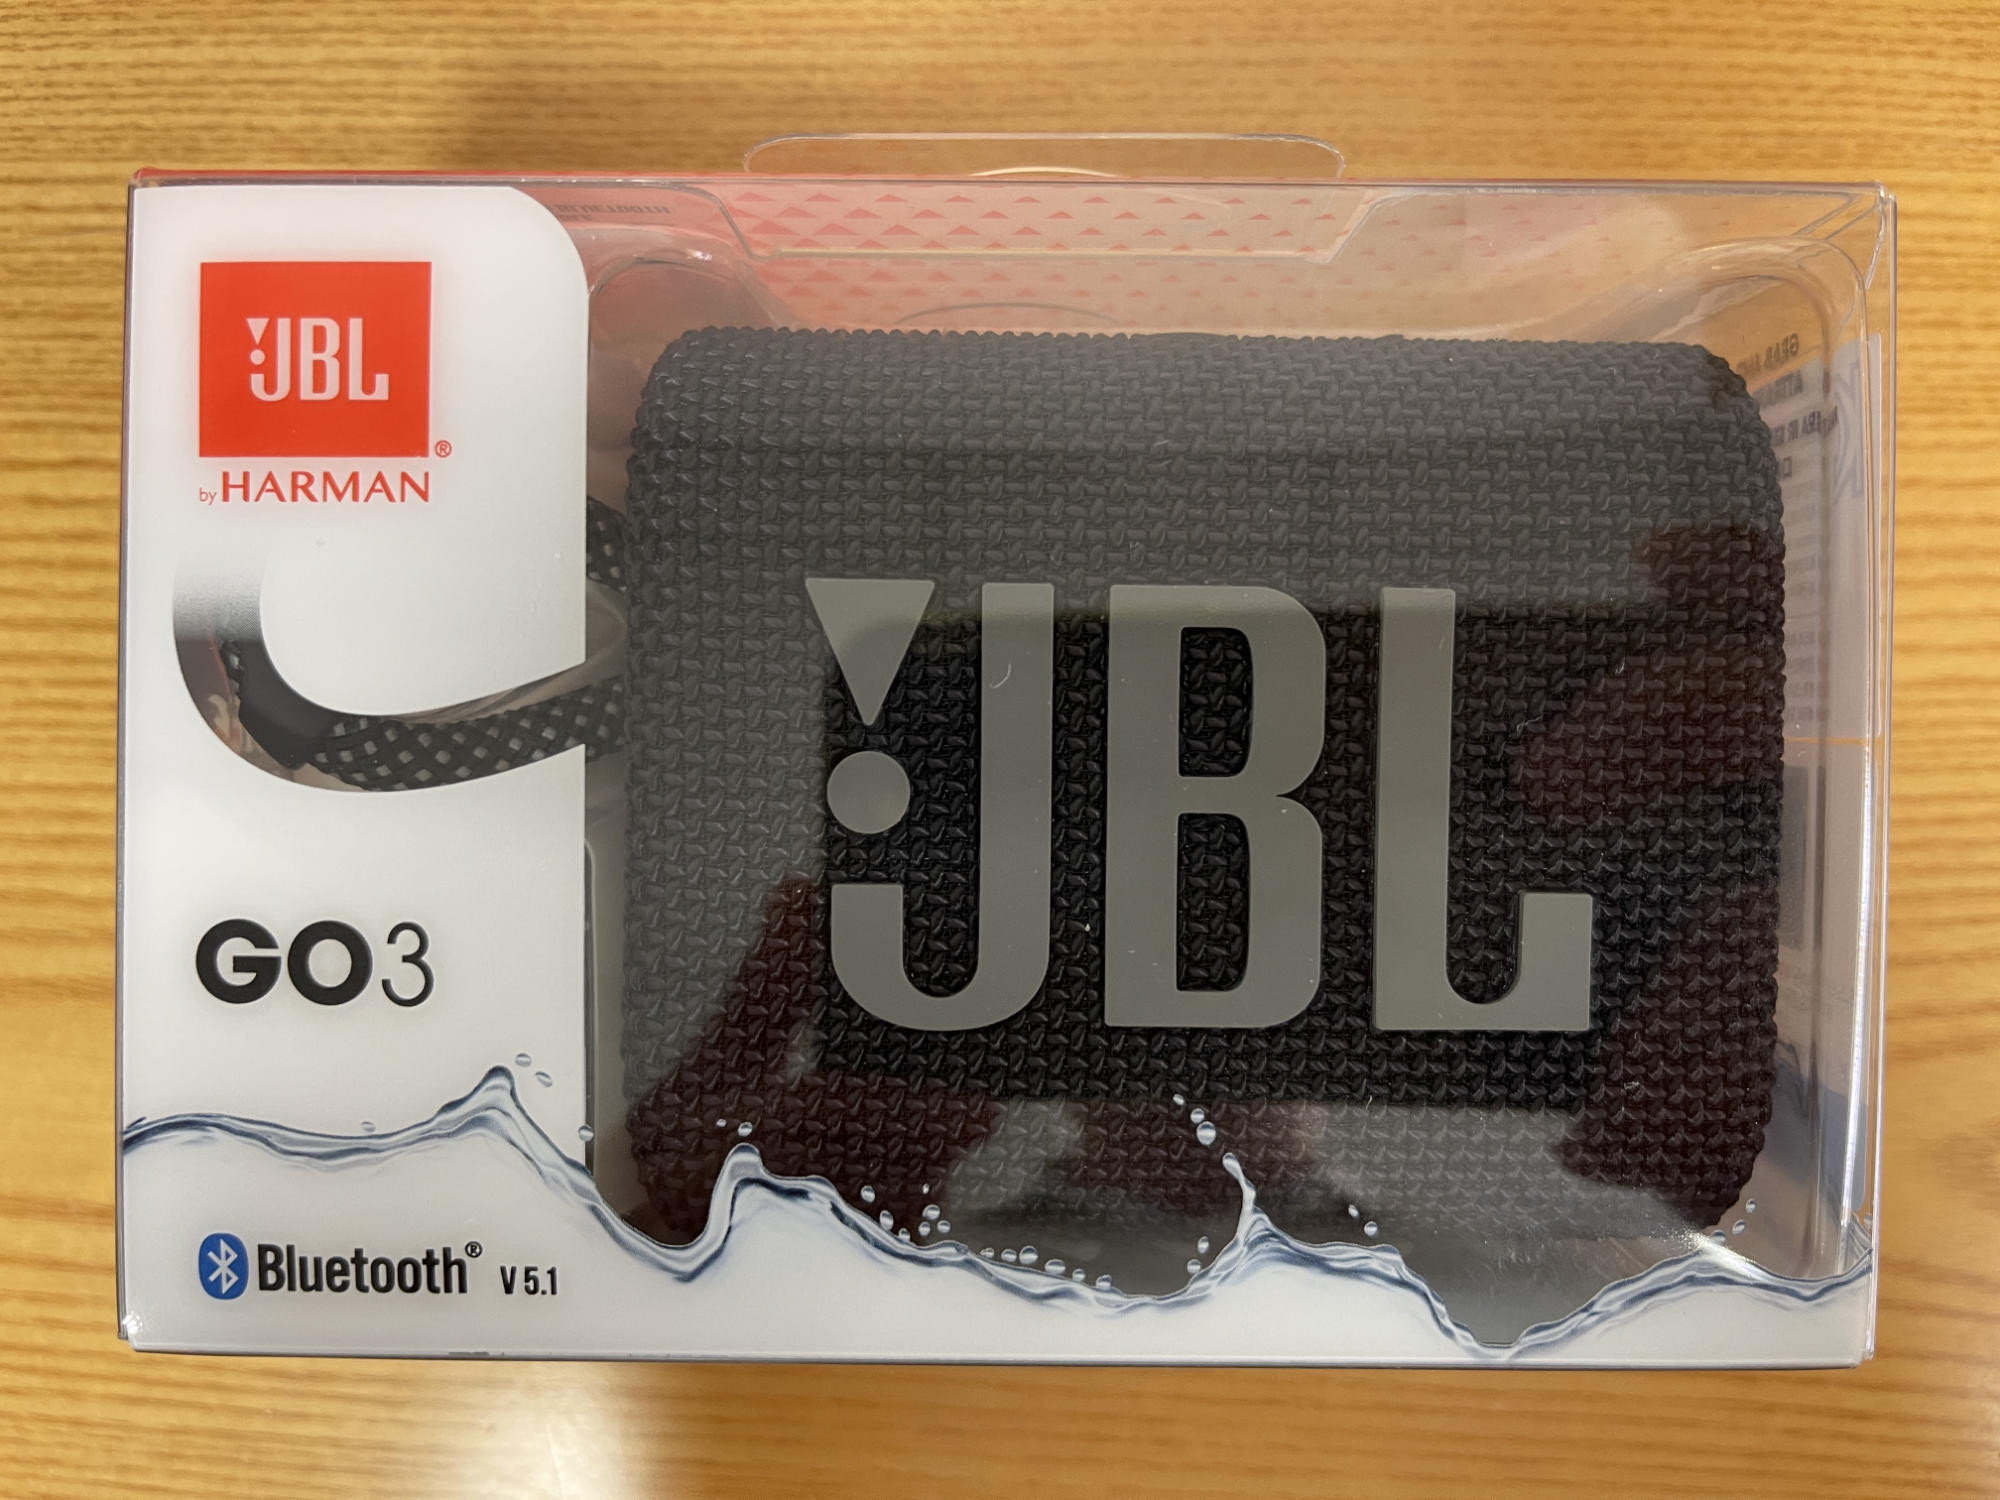 JBL
®
by HARMAN
JBL
GO3
Bluetooth® V 5.1